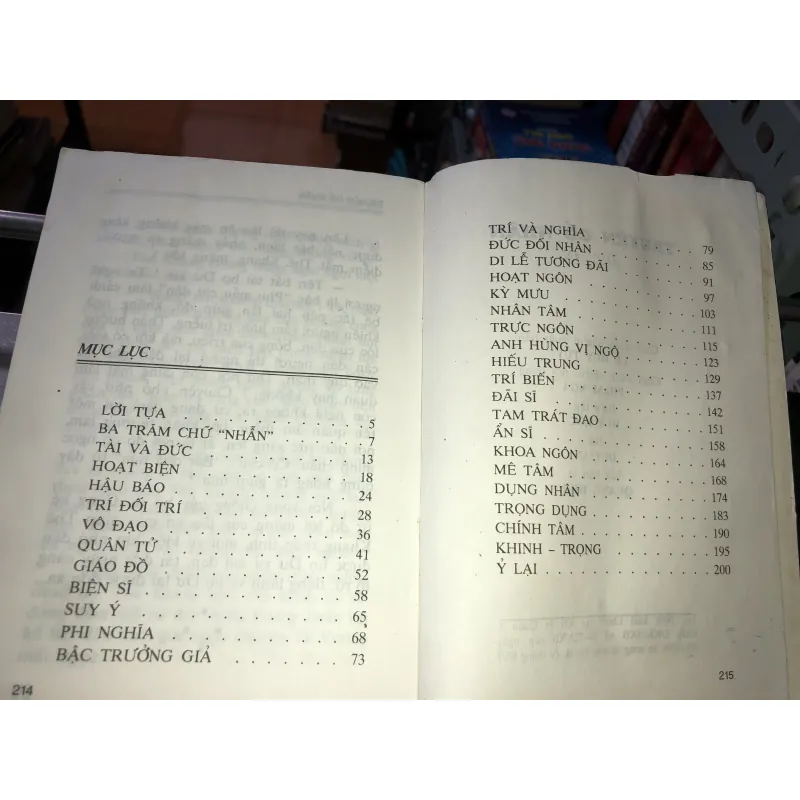 MỤC LỤC
LỜI TỰA . . . . . . . . . . 5
BA TRĂM CHỮ “NHẪN” . . . . . . . 7
TÀI VÀ ĐỨC . . . . . . . . . 13
HOẠT BIỆN . . . . . . . . . 18
HẬU BÁO . . . . . . . . . . 24
TRÍ ĐỐI TRÍ . . . . . . . . . 28
VÔ ĐẠO . . . . . . . . . . 36
QUÂN TỬ . . . . . . . . . . 41
GIÁO ĐỒ . . . . . . . . . . 52
BIỆN SĨ . . . . . . . . . . 58
SUY Ý . . . . . . . . . . 65
PHI NGHĨA . . . . . . . . . 68
BẬC TRƯỞNG GIẢ . . . . . . . 73
214
TRÍ VÀ NGHĨA . . . . . . . . 79
ĐỨC ĐỐI NHÂN . . . . . . . . 85
DI LỄ TƯƠNG ĐÃI . . . . . . . 91
HOẠT NGÔN . . . . . . . . . 97
KỲ MƯU . . . . . . . . . . 103
NHÂN TÂM . . . . . . . . . 111
TRỰC NGÔN . . . . . . . . . 115
ANH HÙNG VỊ NGỘ . . . . . . . 123
HIẾU TRUNG . . . . . . . . . 129
TRÍ BIẾN . . . . . . . . . . 137
ĐÃI SĨ . . . . . . . . . . 142
TAM TRÁT ĐAO . . . . . . . . 151
ẨN SĨ . . . . . . . . . . 158
KHOA NGÔN . . . . . . . . . 164
MÊ TÂM . . . . . . . . . . 168
DỤNG NHÂN . . . . . . . . . 174
TRỌNG DỤNG . . . . . . . . . 183
CHÍNH TÂM . . . . . . . . . 190
KHINH – TRỌNG . . . . . . . . 195
Ỷ LẠI . . . . . . . . . . 200
215